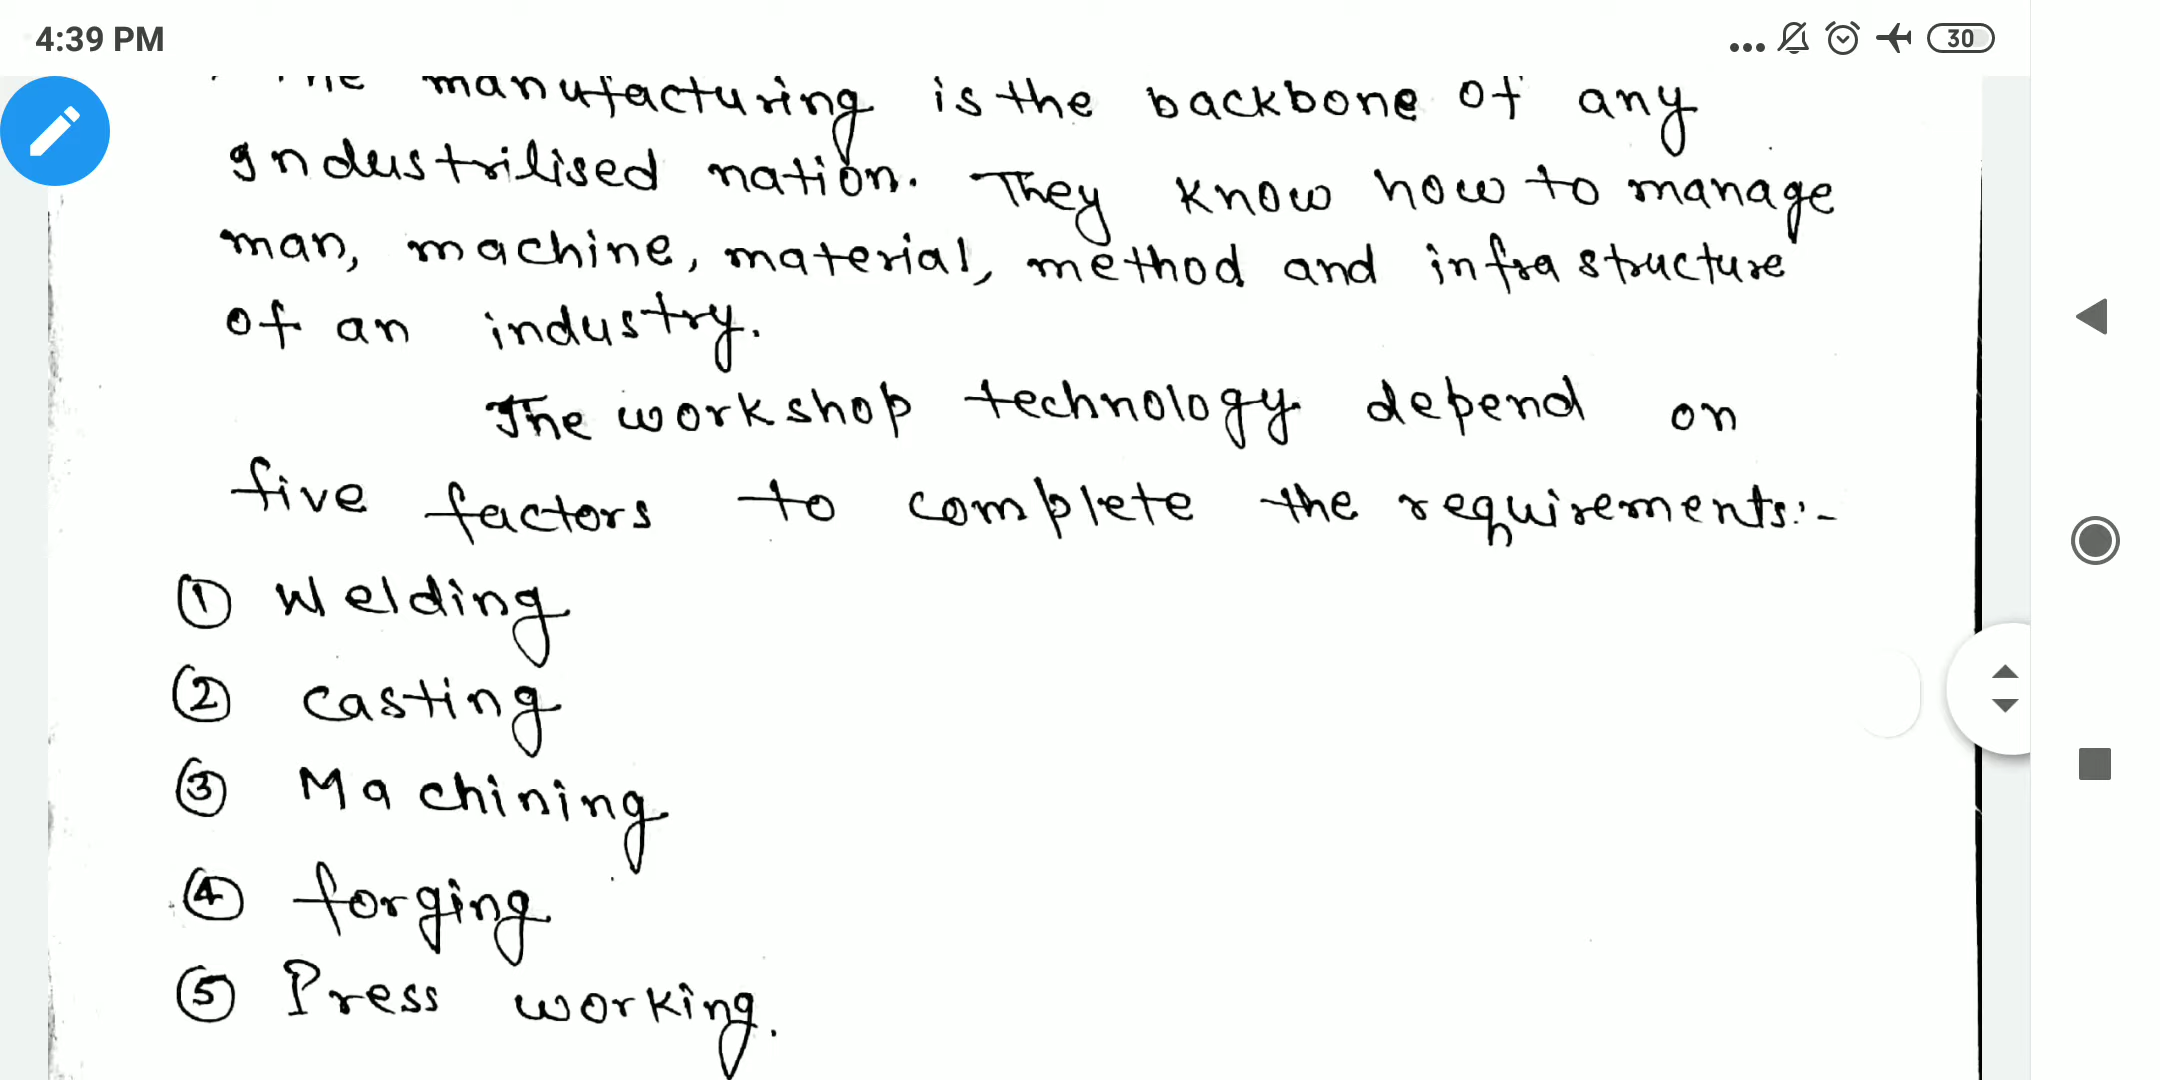 4:39 PM
30
The manufacturing is the backbone of any
Industrilised nation. They know how to manage
man, machine, material, method and infrastructure
of an industry.
The workshop technology depend on
five factors to complete the requirements:-
① Welding
② casting
③ Machining
④ forging
⑤ Press working.